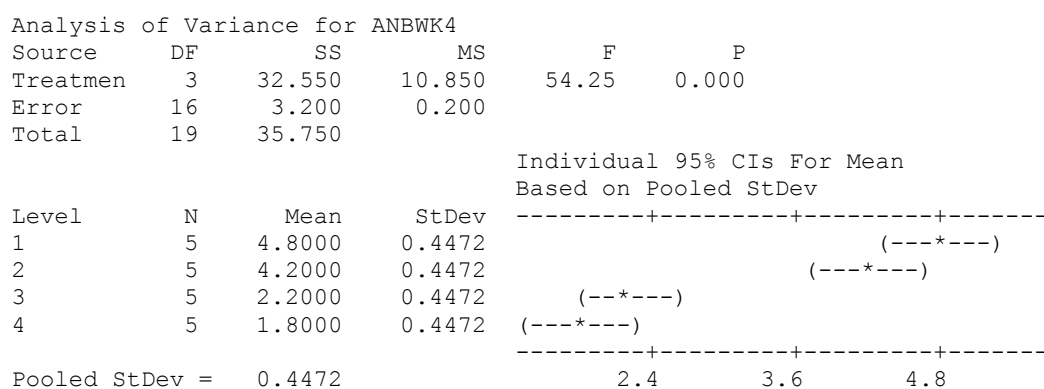 Analysis of Variance for ANBWK4
Source     DF        SS        MS        F        P
Treatmen    3    32.550    10.850    54.25    0.000
Error      16     3.200     0.200
Total      19    35.750
                                   Individual 95% CIs For Mean
                                   Based on Pooled StDev
Level       N      Mean     StDev  ---------+---------+---------+-------
1           5    4.8000    0.4472                           (---*---)
2           5    4.2000    0.4472                      (---*---)
3           5    2.2000    0.4472      (--*---)
4           5    1.8000    0.4472  (---*---)
                                   ---------+---------+---------+-------
Pooled StDev =   0.4472                   2.4       3.6       4.8